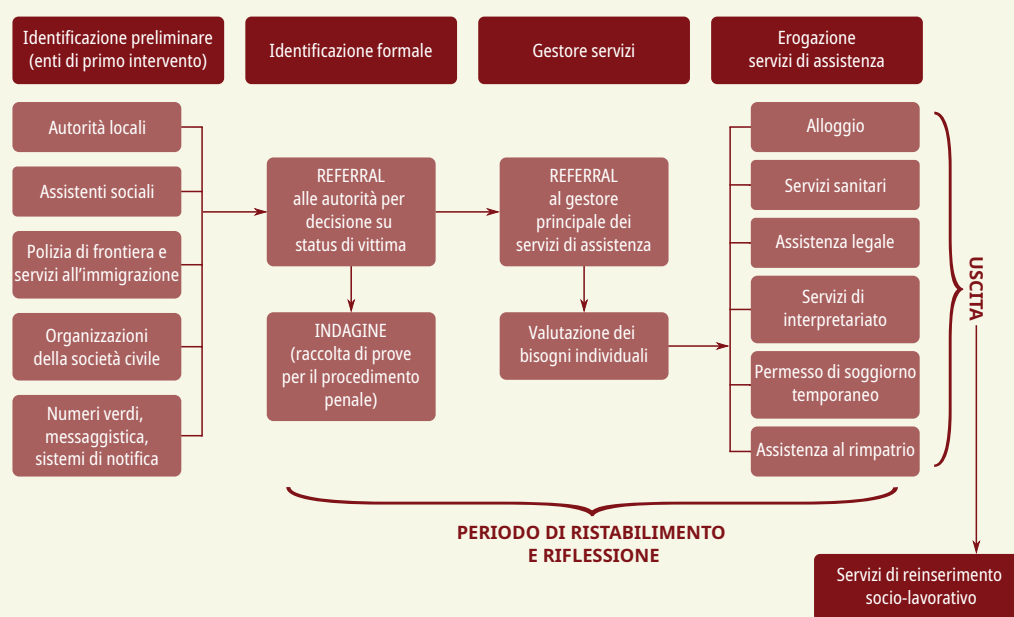 Identificazione preliminare
(enti di primo intervento)
Identificazione formale
Gestore servizi
Erogazione
servizi di assistenza
Autorità locali
Assistenti sociali
Polizia di frontiera e
servizi all’immigrazione
Organizzazioni
della società civile
Numeri verdi,
messaggistica,
sistemi di notifica
REFERRAL
alle autorità per
decisione su
status di vittima
INDAGINE
(raccolta di prove
per il procedimento
penale)
REFERRAL
al gestore
principale dei
servizi di assistenza
Valutazione dei
bisogni individuali
Alloggio
Servizi sanitari
Assistenza legale
Servizi di
interpretariato
Permesso di soggiorno
temporaneo
Assistenza al rimpatrio
USCITA
PERIODO DI RISTABILIMENTO
E RIFLESSIONE
Servizi di reinserimento
socio-lavorativo